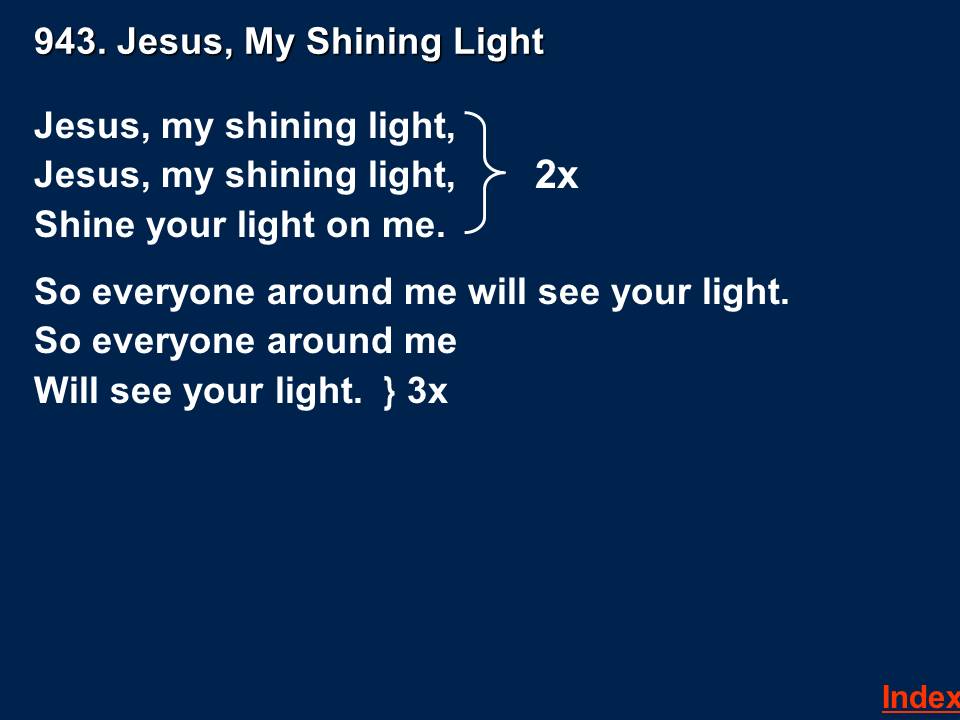 943. Jesus, My Shining Light
Jesus, my shining light,
Jesus, my shining light, 2x
Shine your light on me.
So everyone around me will see your light.
So everyone around me
Will see your light.  } 3x
Index